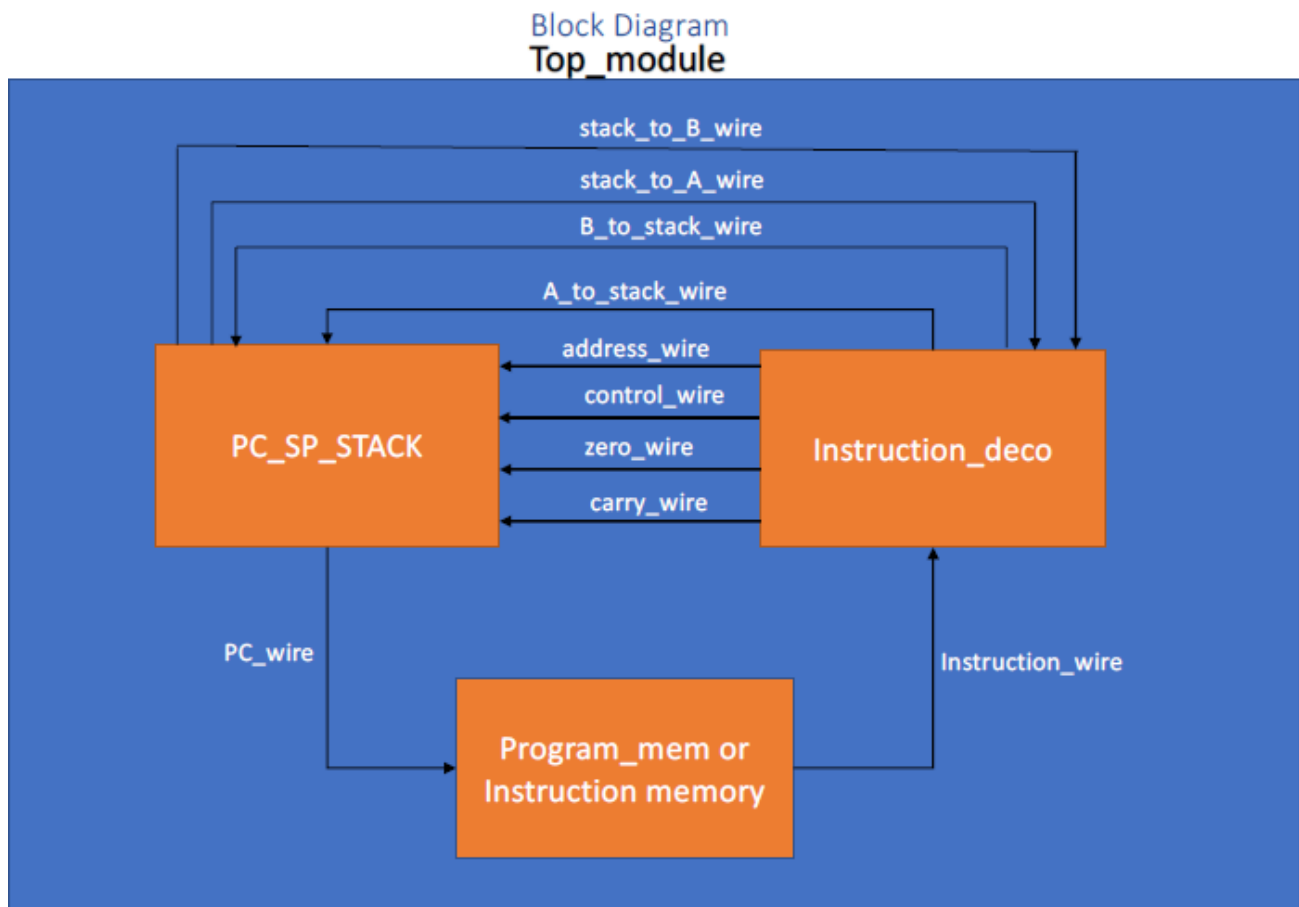 Block Diagram
Top_module
stack_to_B_wire
stack_to_A_wire
B_to_stack_wire
A_to_stack_wire
address_wire
control_wire
PC_SP_STACK
zero_wire
Instruction_deco
carry_wire
PC_wire
Instruction_wire
Program_mem or
Instruction memory